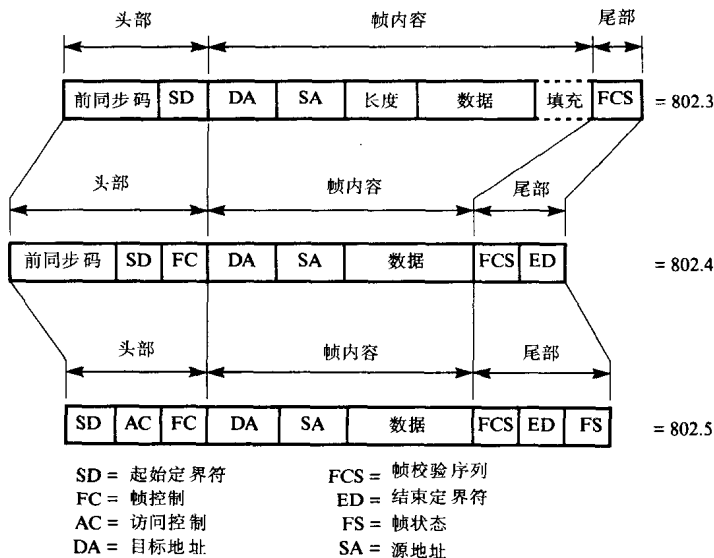 头部 帧内容 尾部
前同步码 SD DA SA 长度 数据 填充 FCS = 802.3
头部 帧内容 尾部
前同步码 SD FC DA SA 数据 FCS ED = 802.4
头部 帧内容 尾部
SD AC FC DA SA 数据 FCS ED FS = 802.5
SD = 起始定界符 FCS = 帧校验序列
FC = 帧控制 ED = 结束定界符
AC = 访问控制 FS = 帧状态
DA = 目标地址 SA = 源地址